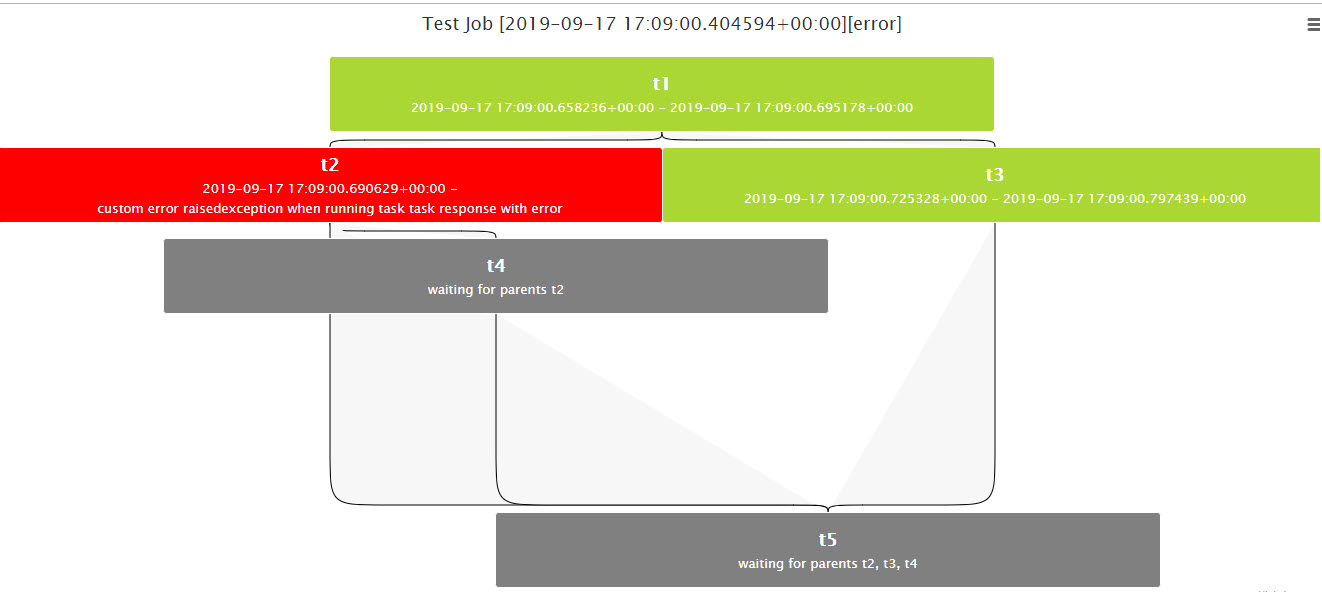 Test Job [2019-09-17 17:09:00.404594+00:00][error]
t1
2019-09-17 17:09:00.658236+00:00 - 2019-09-17 17:09:00.695178+00:00
t2
2019-09-17 17:09:00.690629+00:00 -
custom error raisedexception when running task task response with error
t3
2019-09-17 17:09:00.725328+00:00 - 2019-09-17 17:09:00.797439+00:00
t4
waiting for parents t2
t5
waiting for parents t2, t3, t4